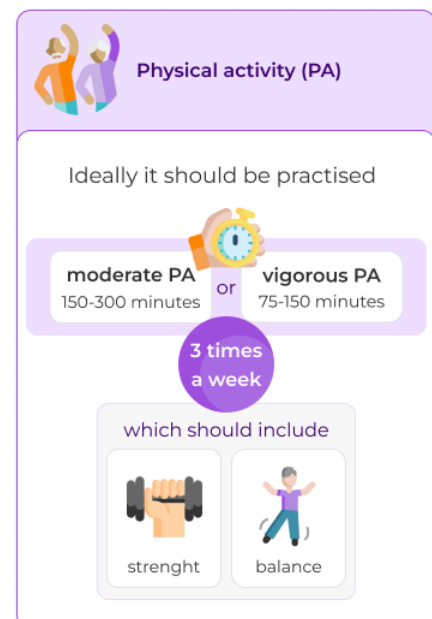 Physical activity (PA)
Ideally it should be practised
moderate PA
150-300 minutes
or
vigorous PA
75-150 minutes
3 times
a week
which should include
strenght
balance